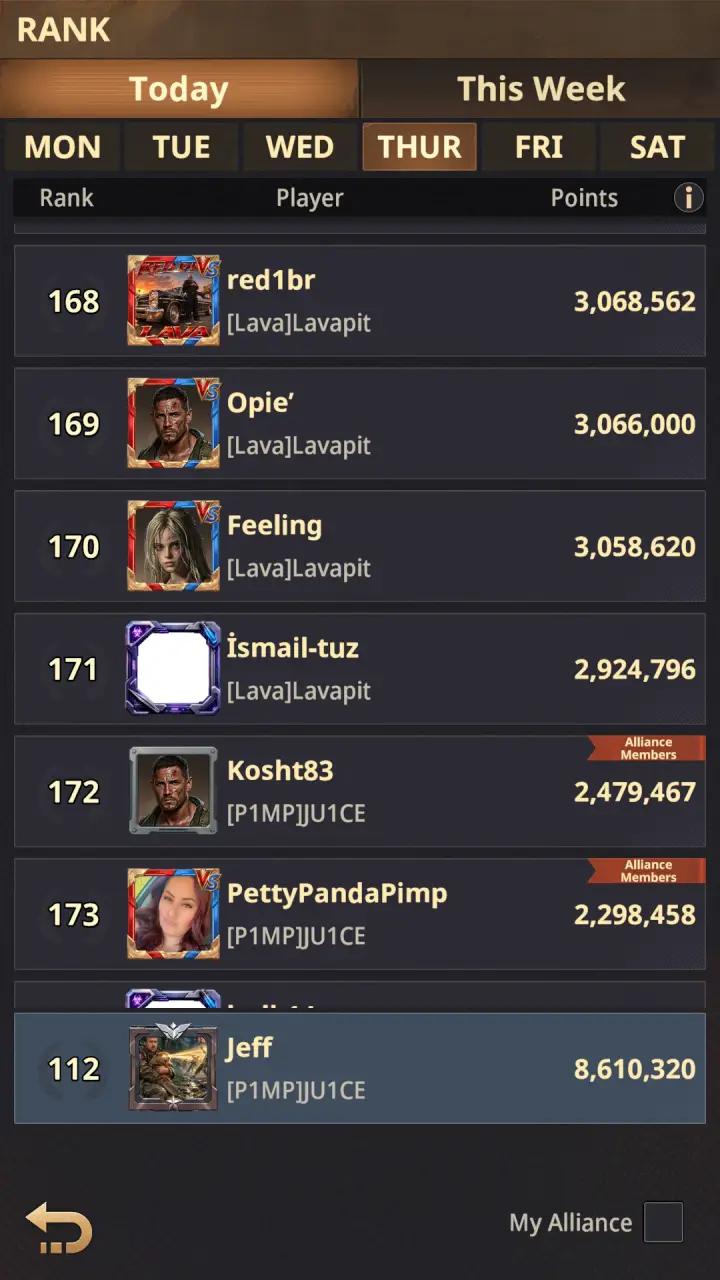 RANK
Today
This Week
MON
TUE
WED
THUR
FRI
SAT
Rank
Player
Points
168
red1br
[Lava]Lavapit
3,068,562
169
VS
Opie’
[Lava]Lavapit
3,066,000
170
VS
Feeling
[Lava]Lavapit
3,058,620
171
İsmail-tuz
[Lava]Lavapit
2,924,796
172
Kosht83
[P1MP]JU1CE
Alliance
Members
2,479,467
173
VS
PettyPandaPimp
[P1MP]JU1CE
Alliance
Members
2,298,458
112
Jeff
[P1MP]JU1CE
8,610,320
My Alliance